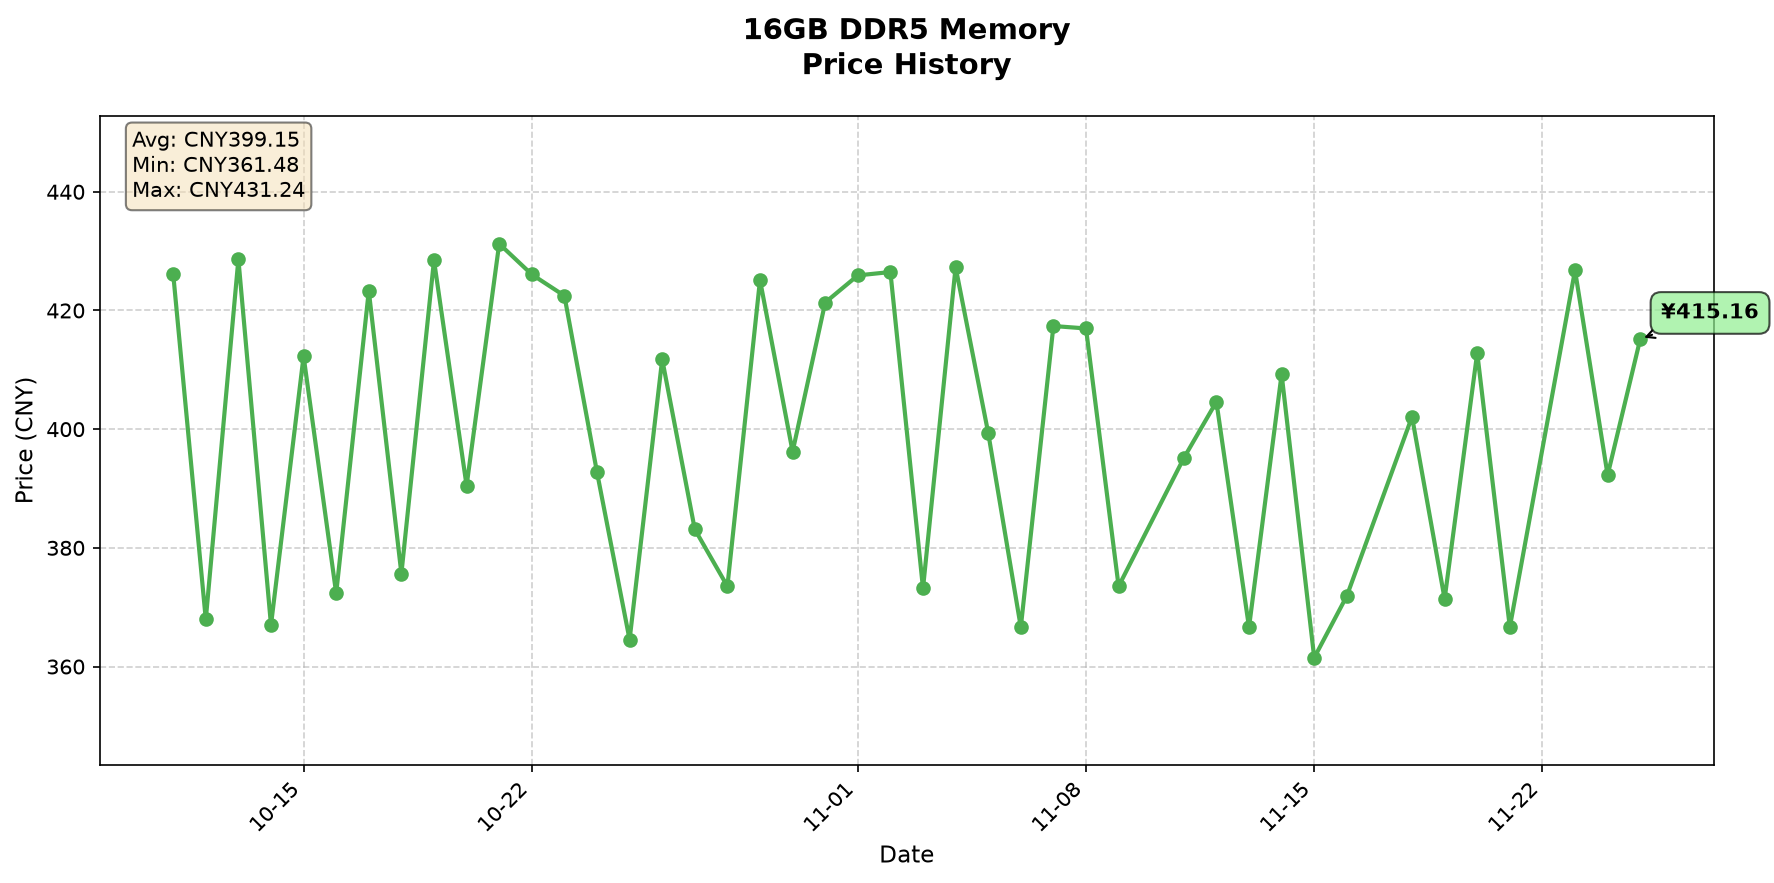 16GB DDR5 Memory
Price History
Avg: CNY399.15
Min: CNY361.48
Max: CNY431.24
¥415.16
Price (CNY)
440
420
400
380
360
10-15
10-22
11-01
11-08
11-15
11-22
Date